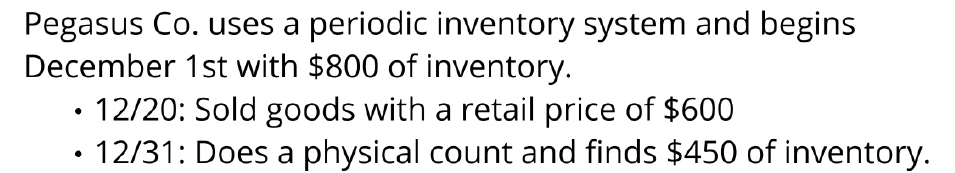 Pegasus Co. uses a periodic inventory system and begins
December 1st with $800 of inventory.
• 12/20: Sold goods with a retail price of $600
• 12/31: Does a physical count and finds $450 of inventory.